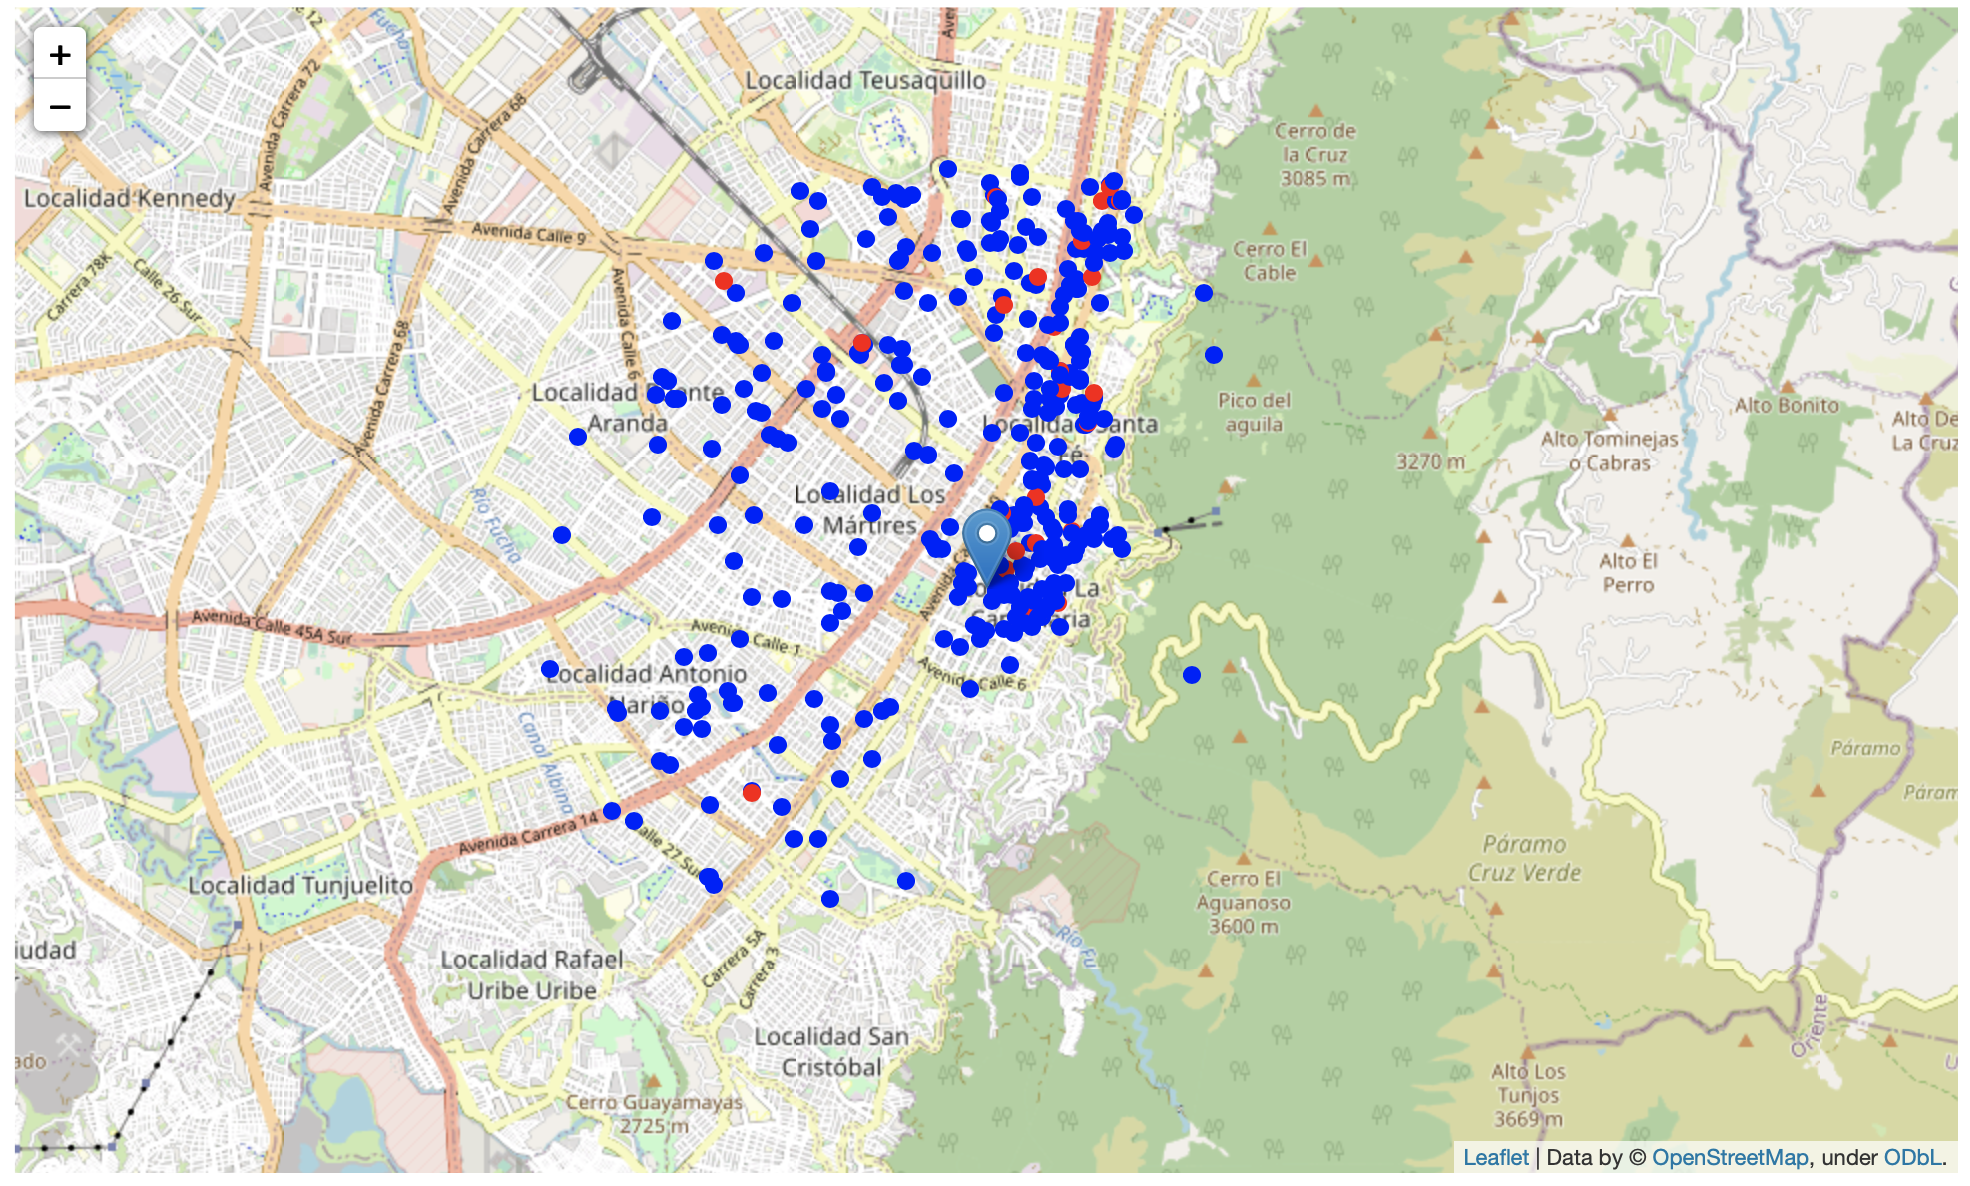 +
−
Localidad Teusaquillo
Avenida Carrera 72
Avenida Carrera 68
Cerro de
la Cruz
3085 m
Localidad Kennedy
Avenida Calle 9
Cerro El
Cable
Carrera 78K
Calle 26 Sur
Avenida Calle 6
Avenida Carrera 68
Aranda
Pico del
aguila
Alto Bonito
Alto De
La Cruz
Alto Tominejas
o Cabras
3270 m
Localidad Los
Mártires
Río Fucha
Alto El
Perro
La
Avenida Calle 45A Sur
Avenida Calle 1
Avenida Calle 6
Localidad Antonio
Nariño
Canal Albina
Páramo
Avenida Carrera 14
Calle 27 Sur
Páramo
Cruz Verde
Localidad Tunjuelito
Cerro El
Aguanoso
3600 m
Localidad Rafael
Uribe Uribe
Carrera 5A
Carrera 3
Río Fu
Oriente
Localidad San
Cristóbal
Cerro Guayamayas
2725 m
Alto Los
Tunjos
3669 m
Leaflet | Data by © OpenStreetMap, under ODbL.